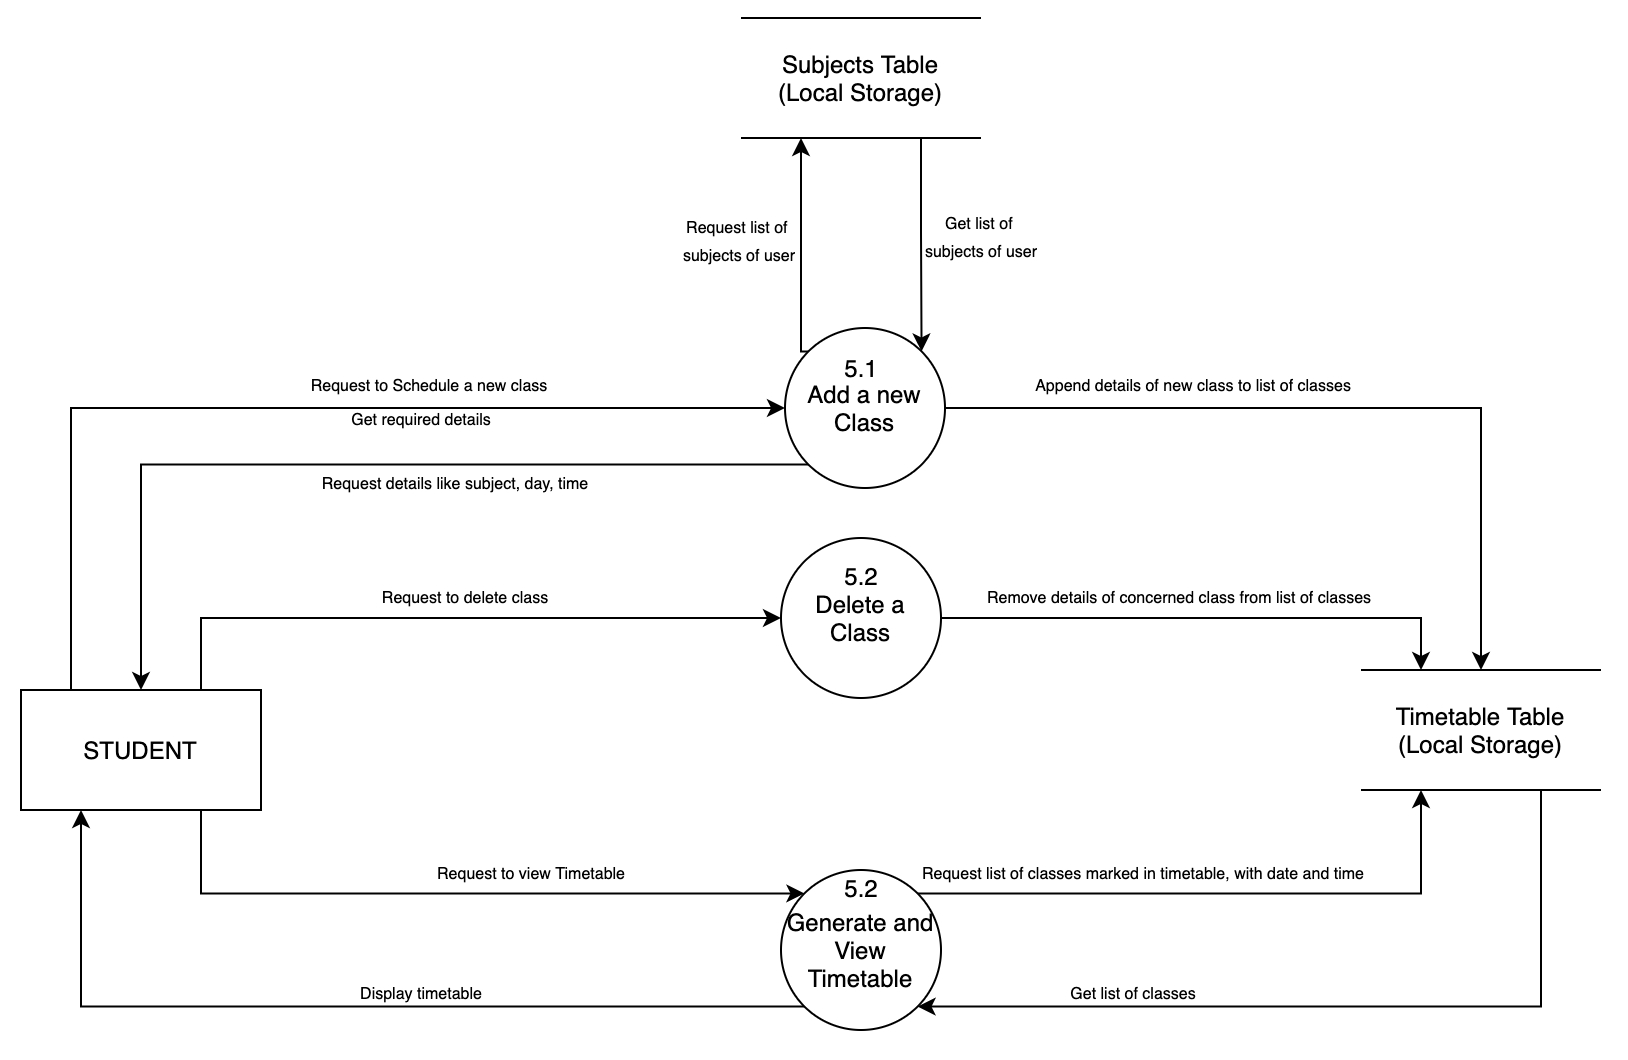 Subjects Table
(Local Storage)
Request list of
subjects of user
Get list of
subjects of user
5.1
Add a new
Class
Request to Schedule a new class
Get required details
Append details of new class to list of classes
Request details like subject, day, time
5.2
Delete a
Class
Request to delete class
Remove details of concerned class from list of classes
STUDENT
Timetable Table
(Local Storage)
Request to view Timetable
5.2
Generate and
View
Timetable
Request list of classes marked in timetable, with date and time
Display timetable
Get list of classes